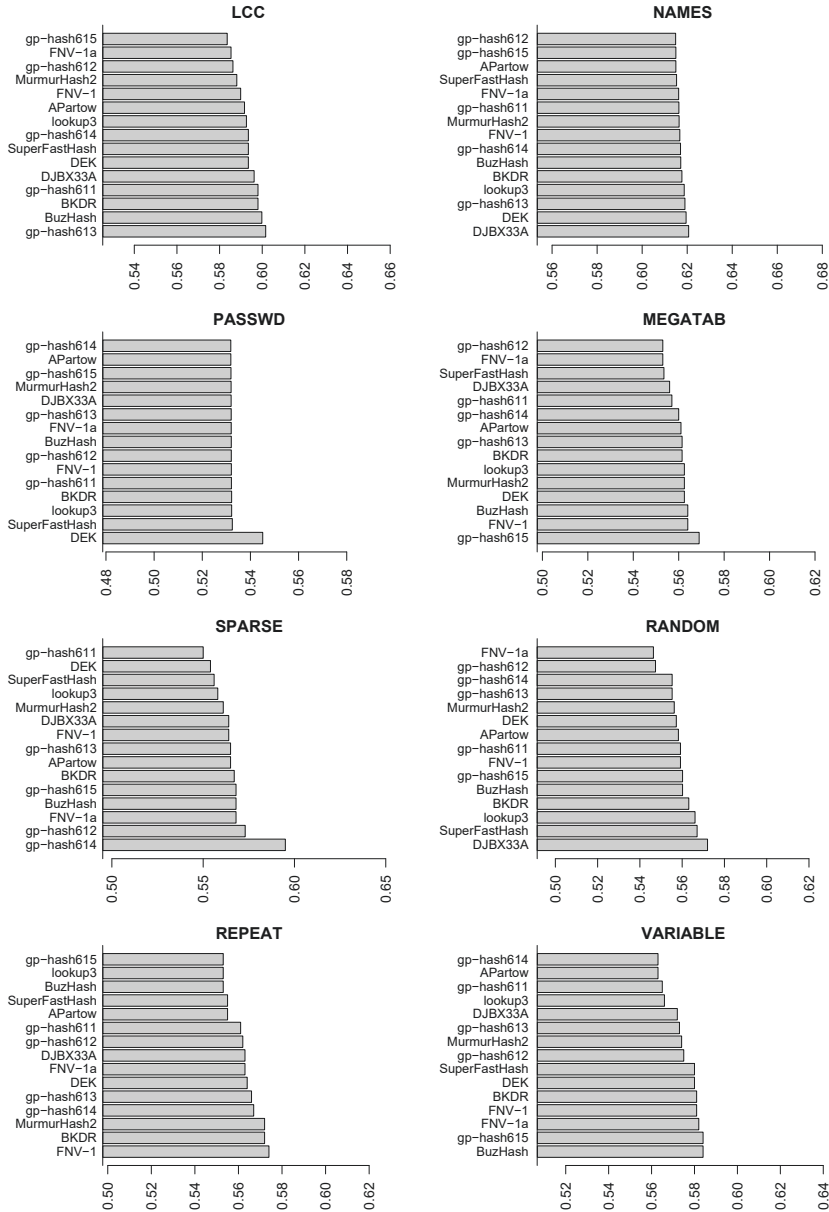 LCC
gp-hash615
FNV-1a
gp-hash612
MurmurHash2
FNV-1
APartow
lookup3
gp-hash614
SuperFastHash
DEK
DJBX33A
gp-hash611
BKDR
BuzHash
gp-hash613
0.54
0.56
0.58
0.60
0.62
0.64
0.66
NAMES
gp-hash612
gp-hash615
APartow
SuperFastHash
FNV-1a
gp-hash611
MurmurHash2
FNV-1
gp-hash614
BuzHash
BKDR
lookup3
gp-hash613
DEK
DJBX33A
0.56
0.58
0.60
0.62
0.64
0.66
0.68
PASSWD
gp-hash614
APartow
gp-hash615
MurmurHash2
DJBX33A
gp-hash613
FNV-1a
BuzHash
gp-hash612
FNV-1
gp-hash611
BKDR
lookup3
SuperFastHash
DEK
0.48
0.50
0.52
0.54
0.56
0.58
MEGATAB
gp-hash612
FNV-1a
SuperFastHash
DJBX33A
gp-hash611
gp-hash614
APartow
gp-hash613
BKDR
lookup3
MurmurHash2
DEK
BuzHash
FNV-1
gp-hash615
0.50
0.52
0.54
0.56
0.58
0.60
0.62
SPARSE
gp-hash611
DEK
SuperFastHash
lookup3
MurmurHash2
DJBX33A
FNV-1
gp-hash613
APartow
BKDR
gp-hash615
BuzHash
FNV-1a
gp-hash612
gp-hash614
0.50
0.55
0.60
0.65
RANDOM
FNV-1a
gp-hash612
gp-hash614
gp-hash613
MurmurHash2
DEK
APartow
gp-hash611
FNV-1
gp-hash615
BuzHash
BKDR
lookup3
SuperFastHash
DJBX33A
0.50
0.52
0.54
0.56
0.58
0.60
0.62
REPEAT
gp-hash615
lookup3
BuzHash
SuperFastHash
APartow
gp-hash611
gp-hash612
DJBX33A
FNV-1a
DEK
gp-hash613
gp-hash614
MurmurHash2
BKDR
FNV-1
0.50
0.52
0.54
0.56
0.58
0.60
0.62
VARIABLE
gp-hash614
APartow
gp-hash611
lookup3
DJBX33A
gp-hash613
MurmurHash2
gp-hash612
SuperFastHash
DEK
BKDR
FNV-1
FNV-1a
gp-hash615
BuzHash
0.52
0.54
0.56
0.58
0.60
0.62
0.64